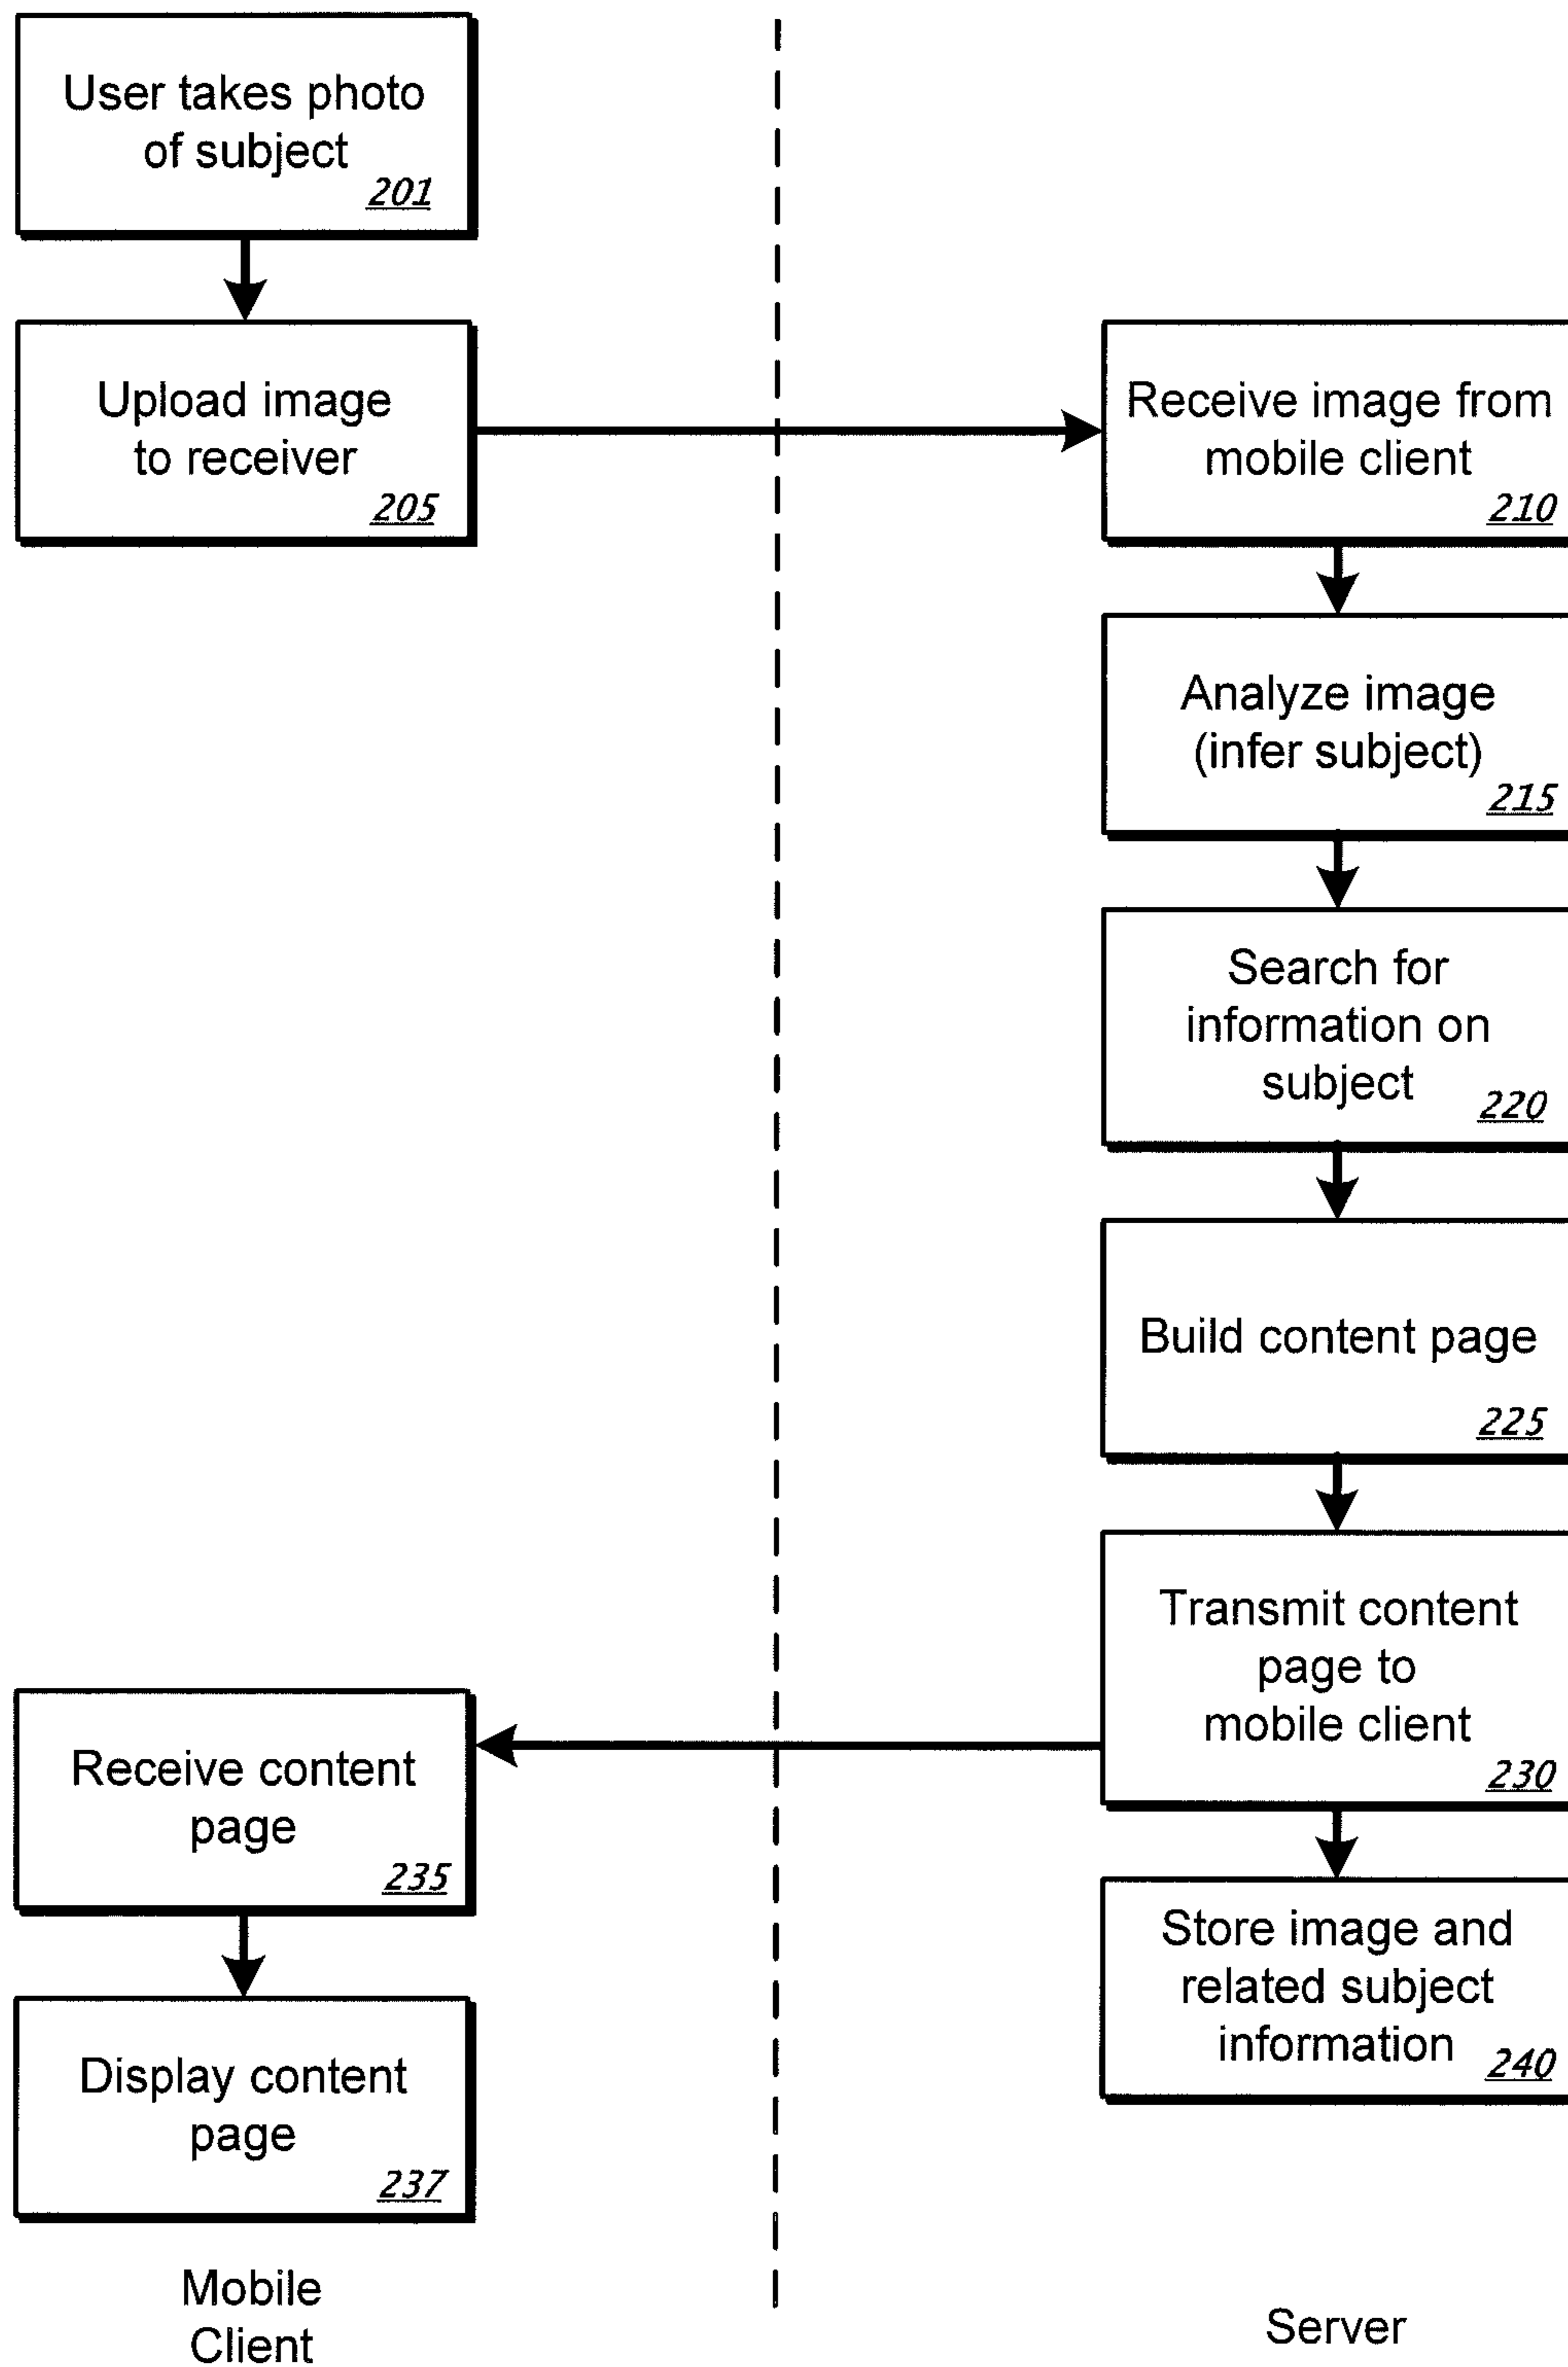 User takes photo
of subject
201
Upload image
to receiver
205
Receive image from
mobile client
210
Analyze image
(infer subject)
215
Search for
information on
subject
220
Build content page
225
Transmit content
page to
mobile client
230
Receive content
page
235
Store image and
related subject
information
240
Display content
page
237
Mobile
Client
Server